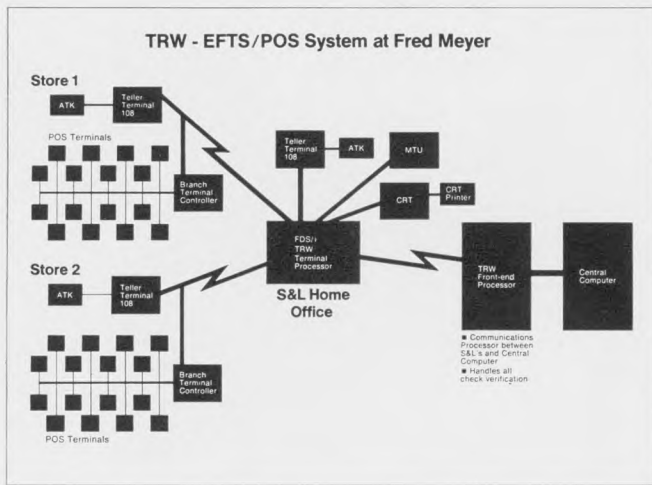 TRW - EFTS/POS System at Fred Meyer
Store 1
ATK
Teller
Terminal
108
POS Terminals
Branch
Terminal
Controller
Teller
Terminal
108
ATK
MTU
CRT
CRT
Printer
FDS/I
TRW
Terminal
Processor
S&L Home
Office
TRW
Front-end
Processor
Central
Computer
■ Communications
Processor between
S&L's and Central
Computer
■ Handles all
check verification
Store 2
ATK
Teller
Terminal
108
Branch
Terminal
Controller
POS Terminals